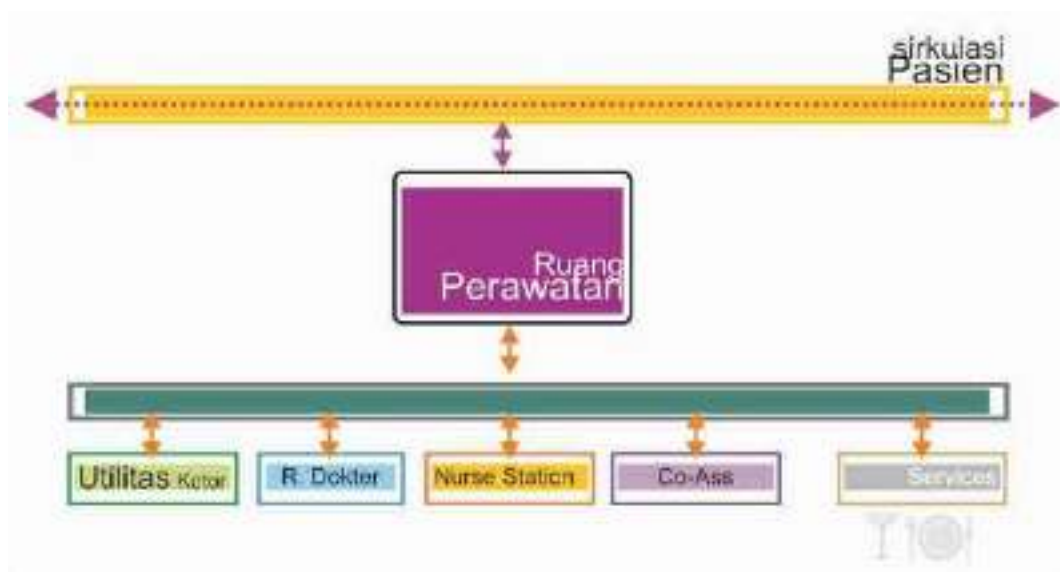 sirkulasi
Pasien
Ruang
Perawatan
Utilitas Kotor
R. Dokter
Nurse Station
Co-Ass
Services